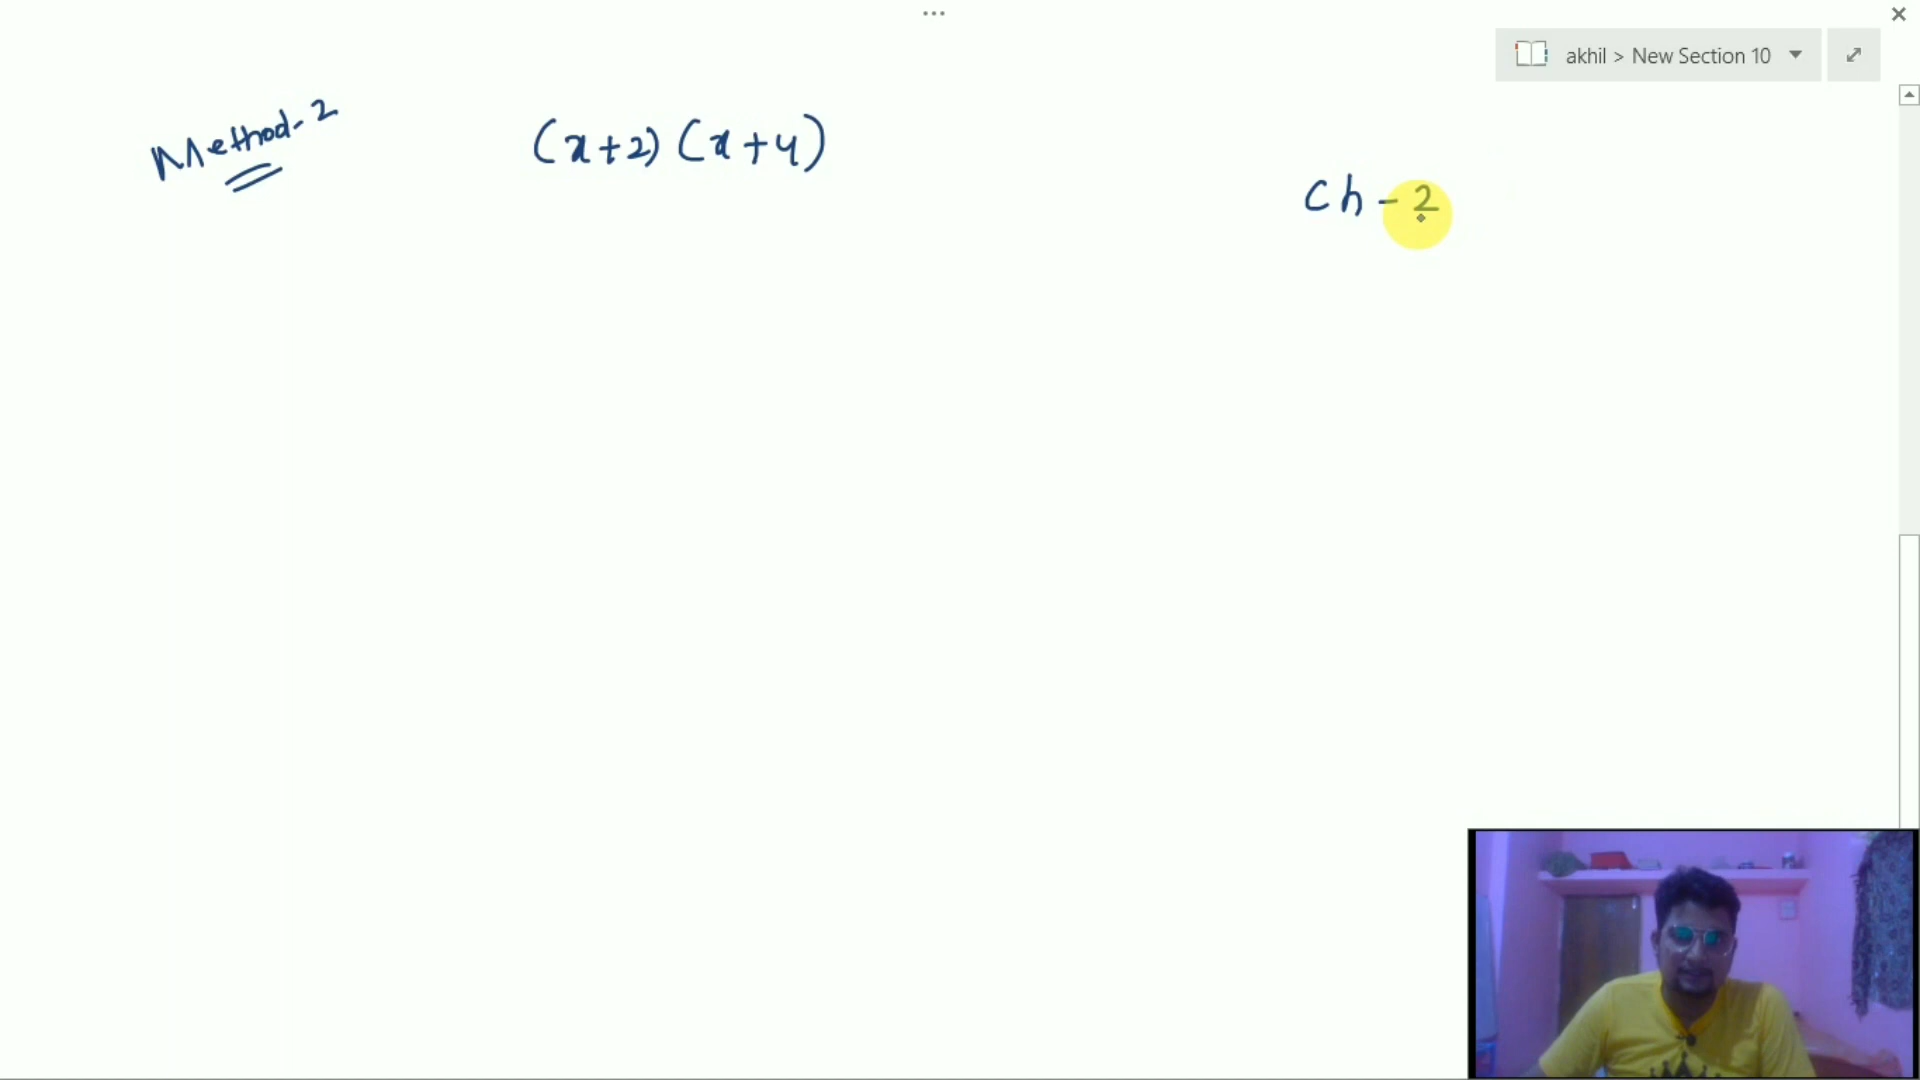 akhil > New Section 10
Method-2
(x+2) (x+4)
Ch-2